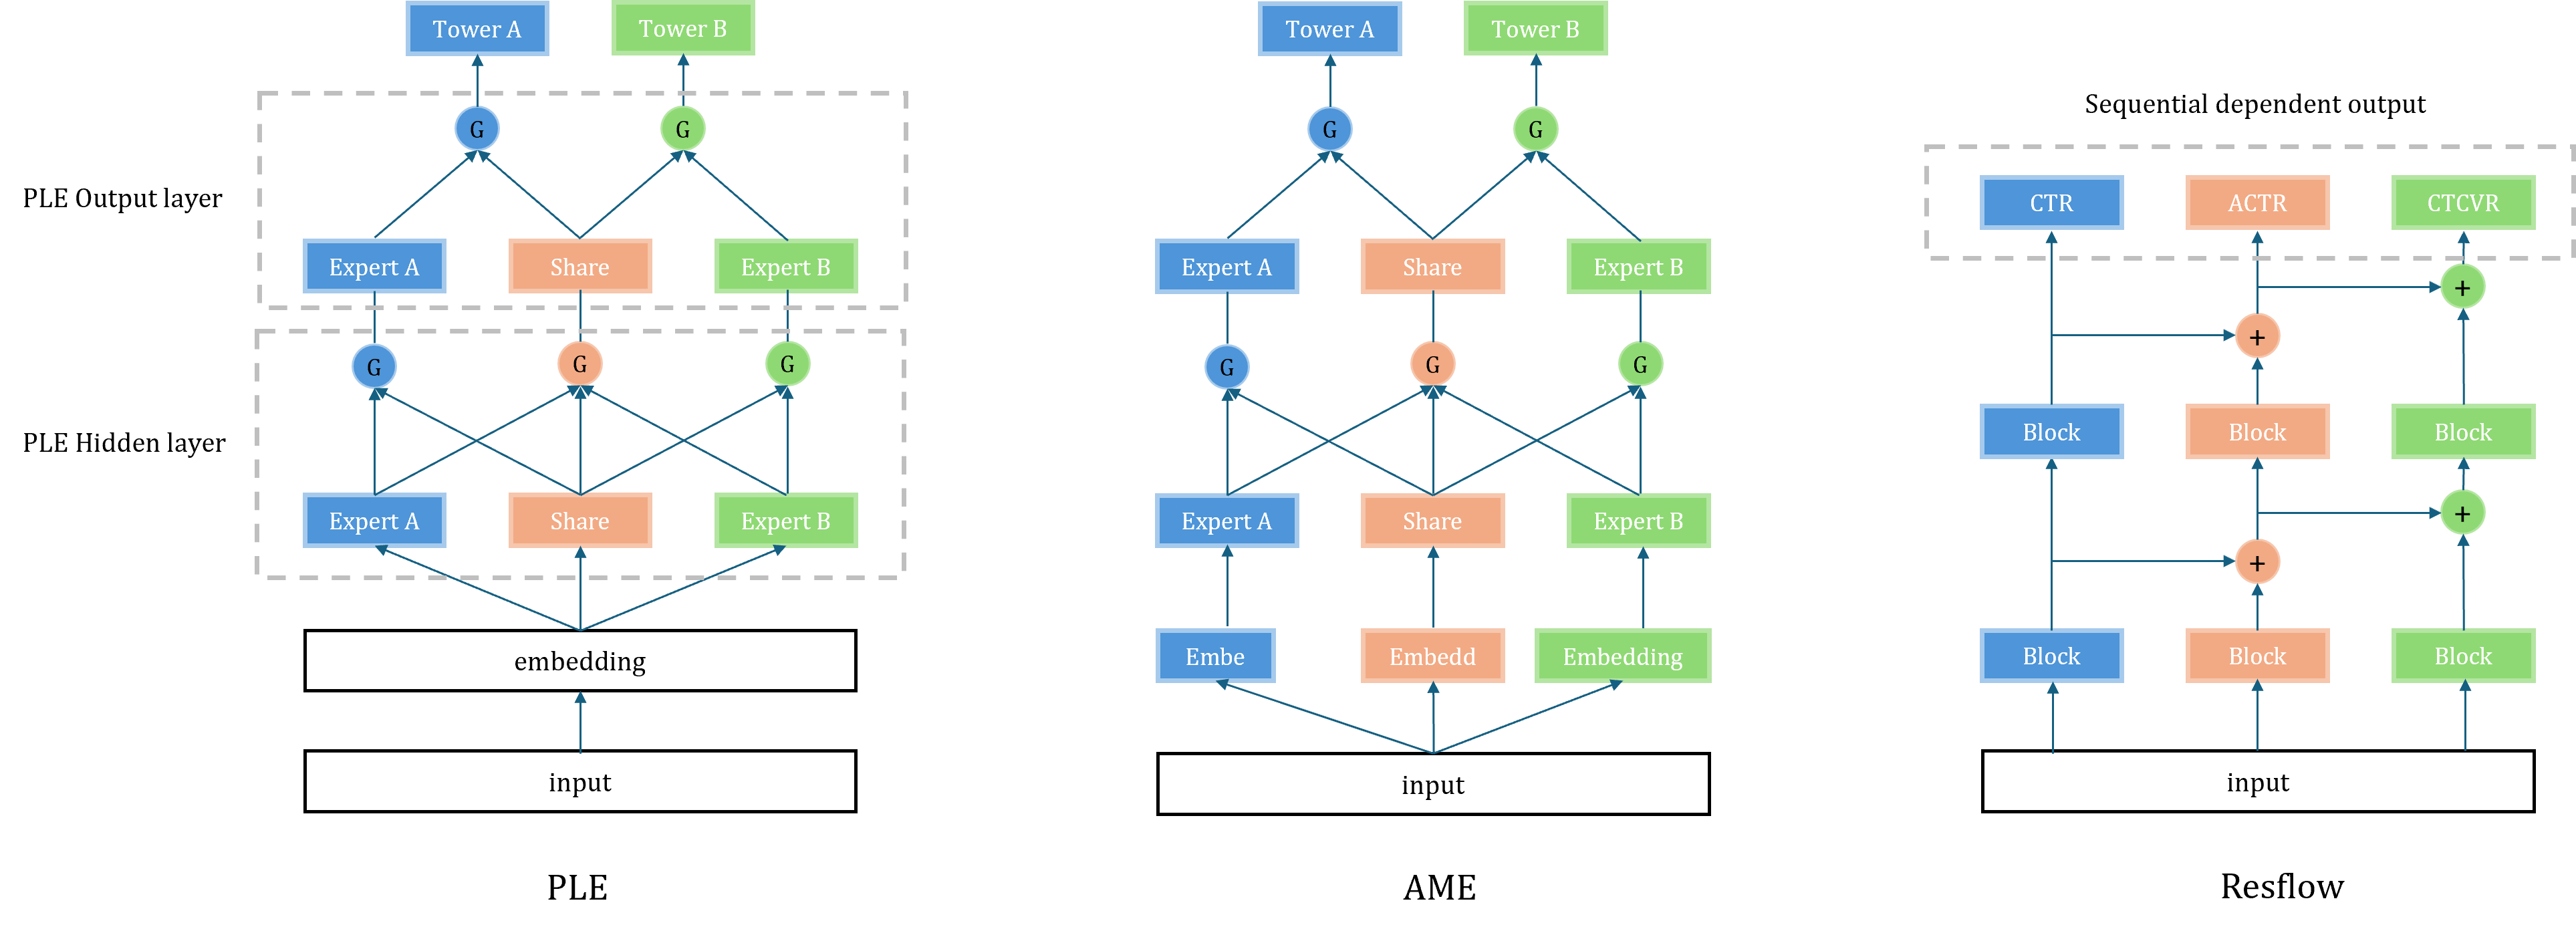 Tower A
Tower B
G
G
PLE Output layer
Expert A
Share
Expert B
G
G
G
PLE Hidden layer
Expert A
Share
Expert B
embedding
input
PLE
Tower A
Tower B
G
G
Expert A
Share
Expert B
G
G
G
Expert A
Share
Expert B
Embe
Embedd
Embedding
input
AME
Sequential dependent output
CTR
ACTR
CTCVR
+
+
Block
Block
Block
+
+
Block
Block
Block
input
Resflow